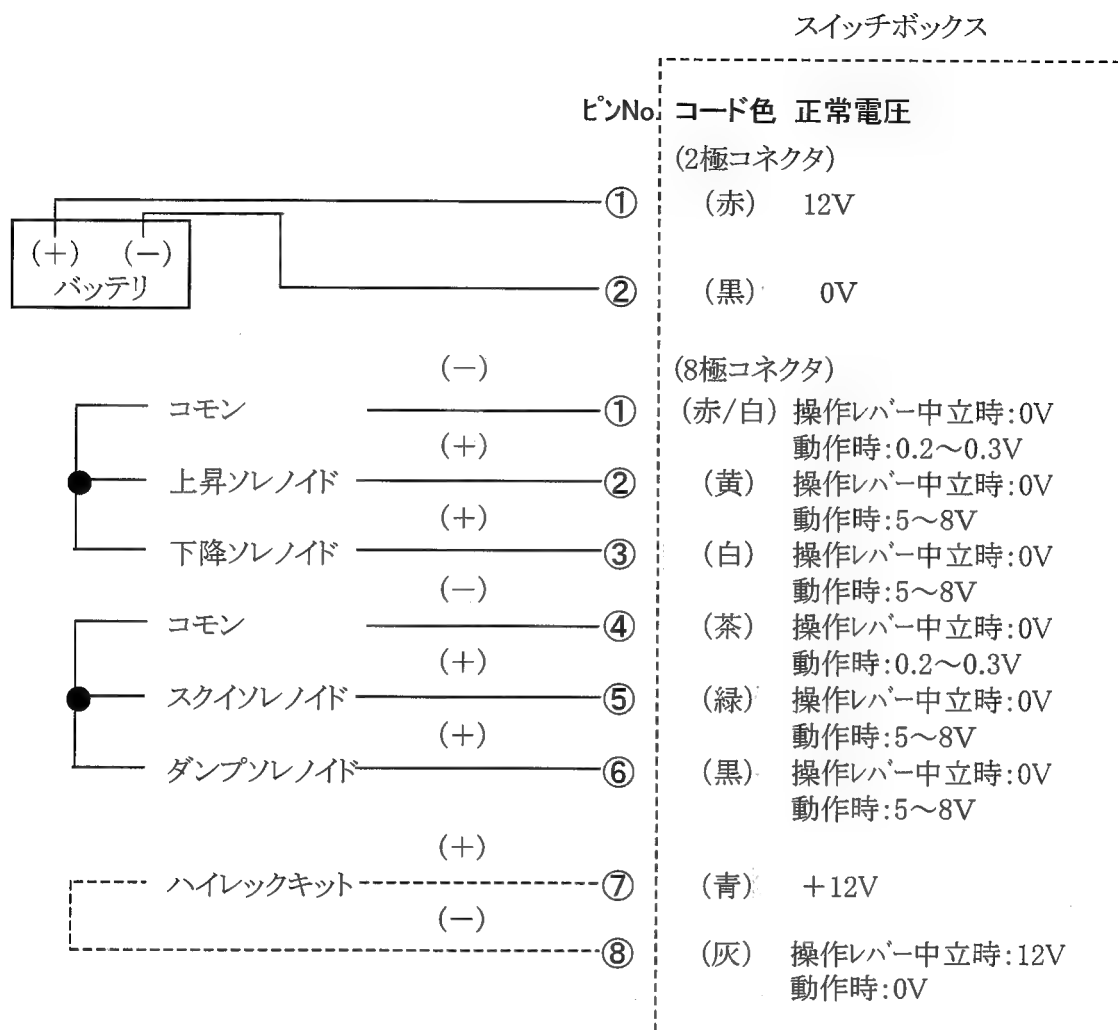 スイッチボックス
ピンNo. コード色 正常電圧
(2極コネクタ)
① (赤) 12V
(+) (−)
バッテリ
② (黒) 0V
(−) (8極コネクタ)
コモン ① (赤/白) 操作レバー中立時:0V
(+) 動作時:0.2〜0.3V
上昇ソレノイド ② (黄) 操作レバー中立時:0V
(+) 動作時:5〜8V
下降ソレノイド ③ (白) 操作レバー中立時:0V
(−) 動作時:5〜8V
コモン ④ (茶) 操作レバー中立時:0V
(+) 動作時:0.2〜0.3V
スクイソレノイド ⑤ (緑) 操作レバー中立時:0V
(+) 動作時:5〜8V
ダンプソレノイド ⑥ (黒) 操作レバー中立時:0V
動作時:5〜8V
(+)
ハイレックキット ⑦ (青) +12V
(−)
⑧ (灰) 操作レバー中立時:12V
動作時:0V